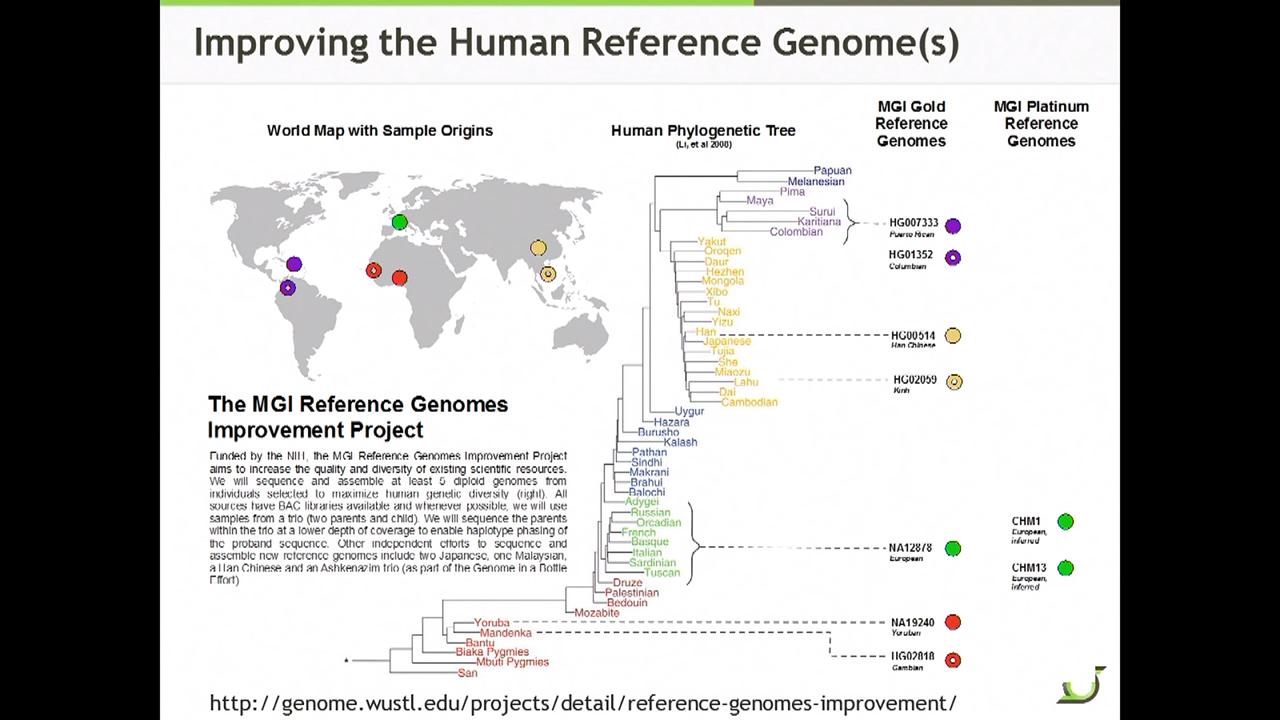 Improving the Human Reference Genome(s)
World Map with Sample Origins
Human Phylogenetic Tree
(Li, et al 2008)
MGI Gold
Reference
Genomes
MGI Platinum
Reference
Genomes
Papuan
Melanesian
Pima
Maya
Surui
Karitiana
Colombian
Yakut
Oroqen
Daur
Hezhen
Mongola
Xibo
Tu
Naxi
Yizu
Han
Japanese
Tujia
She
Miaozu
Lahu
Dai
Cambodian
Uygur
Hazara
Burusho
Kalash
Pathan
Sindhi
Makrani
Brahui
Balochi
Adygei
Russian
Orcadian
French
Basque
Italian
Sardinian
Tuscan
Druze
Palestinian
Bedouin
Mozabite
Yoruba
Mandenka
Bantu
Biaka Pygmies
Mbuti Pygmies
San
HG007333
Puerto Rican
HG01352
Columbian
HG00514
Han Chinese
HG02059
Kinh
NA12878
European
NA19240
Yoruban
HG02818
Gambian
CHM1
European,
inferred
CHM13
European,
inferred
The MGI Reference Genomes
Improvement Project
Funded by the NIH, the MGI Reference Genomes Improvement Project
aims to increase the quality and diversity of existing scientific resources.
We will sequence and assemble at least 5 diploid genomes from
individuals selected to maximize human genetic diversity (right). All
sources have BAC libraries available and whenever possible, we will use
samples from a trio (two parents and child). We will sequence the parents
within the trio at a lower depth of coverage to enable haplotype phasing of
the proband sequence. Other independent efforts to sequence and
assemble new reference genomes include two Japanese, one Malaysian,
a Han Chinese and an Ashkenazim trio (as part of the Genome in a Bottle
Effort)
http://genome.wustl.edu/projects/detail/reference-genomes-improvement/